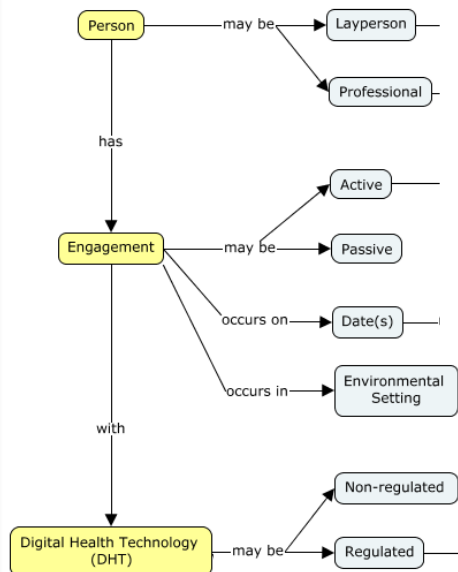 Person
may be
Layperson
Professional
has
Active
Engagement
may be
Passive
occurs on
Date(s)
occurs in
Environmental
Setting
with
Non-regulated
Digital Health Technology
(DHT)
may be
Regulated